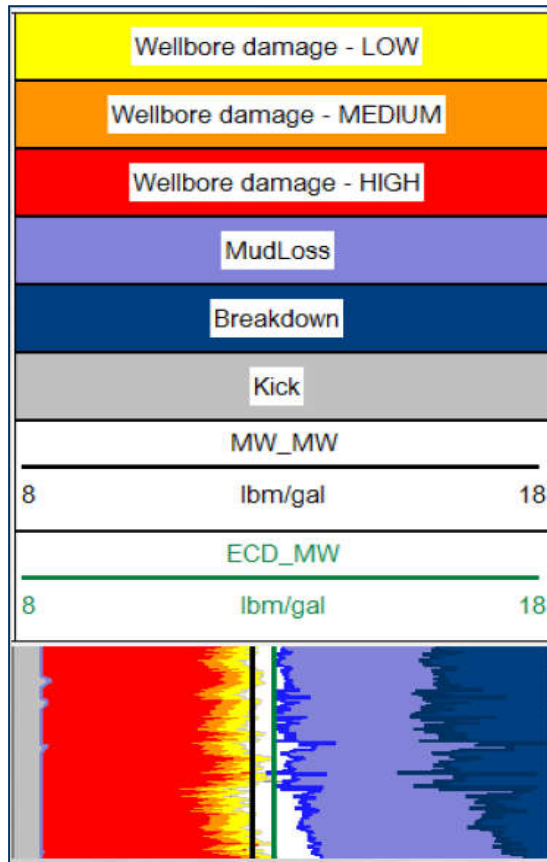 Wellbore damage - LOW
Wellbore damage - MEDIUM
Wellbore damage - HIGH
MudLoss
Breakdown
Kick
MW_MW
8 lbm/gal 18
ECD_MW
8 lbm/gal 18